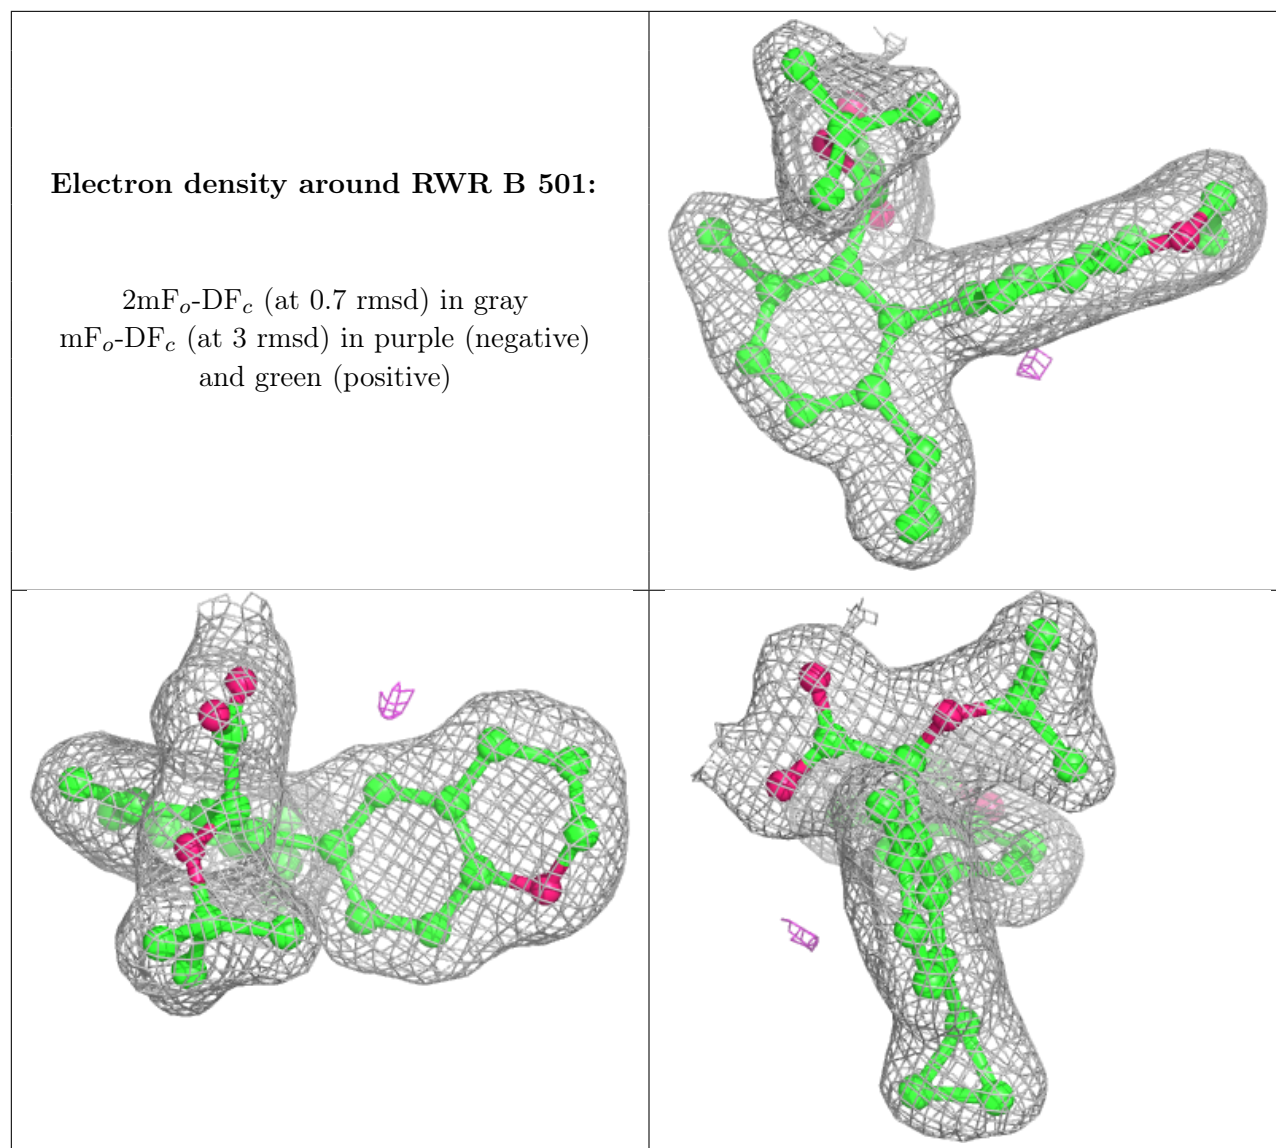 Electron density around RWR B 501:
2mFo-DFc (at 0.7 rmsd) in gray
mFo-DFc (at 3 rmsd) in purple (negative)
and green (positive)